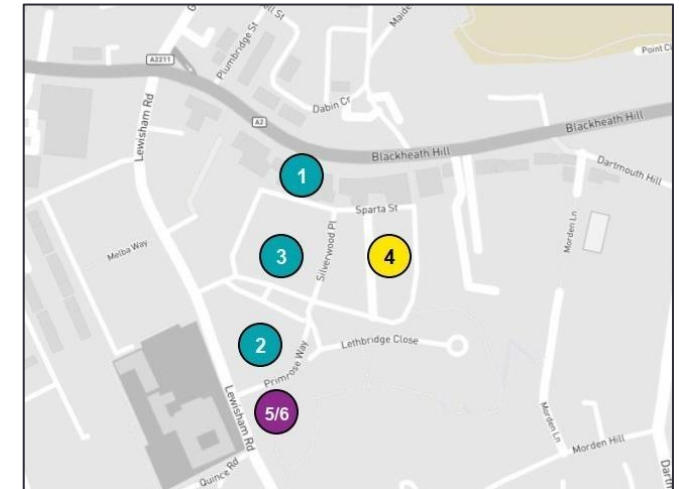 A2211
Plumbridge St
Lewisham Rd
Dabin Cr
A2
Blackheath Hill
Blackheath Hill
Dartmouth Hill
1
Sparta St
Silverwood Pl
3
4
Melba Way
Morden Ln
2
Lethbridge Close
Primrose Way
5/6
Lewisham Rd
Quince Rd
Morden Ln
Morden Hill